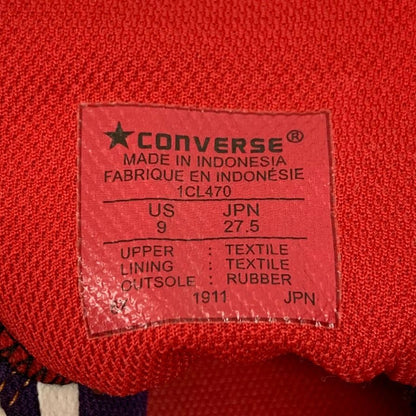 ★CONVERSE®
MADE IN INDONESIA
FABRIQUE EN INDONÉSIE
1CL470
US JPN
9 27.5
UPPER : TEXTILE
LINING : TEXTILE
OUTSOLE : RUBBER
1911 JPN